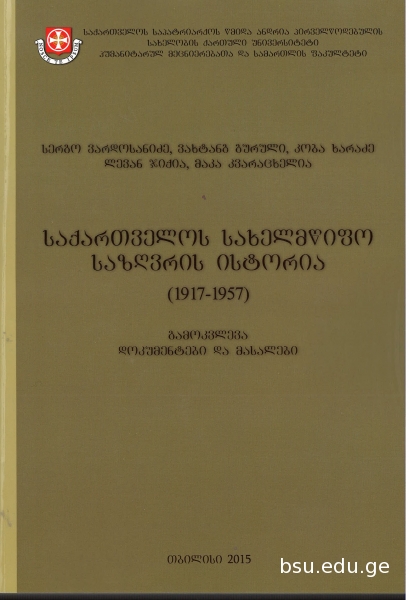 საქართველოს საპატრიარქოს წმიდა ანდრია პირველწოდებულის
სახელობის ქართული უნივერსიტეტი
ჰუმანიტარულ მეცნიერებათა და სამართლის ფაკულტეტი
სერგო ვარდოსანიძე, ვახტანგ გურული, კობა ხარაძე
ლევან ჯიქია, მაკა კვარაცხელია
საქართველოს სახელმწიფო
საზღვრის ისტორია
(1917-1957)
გამოკვლევა
დოკუმენტები და მასალები
თბილისი 2015
bsu.edu.ge